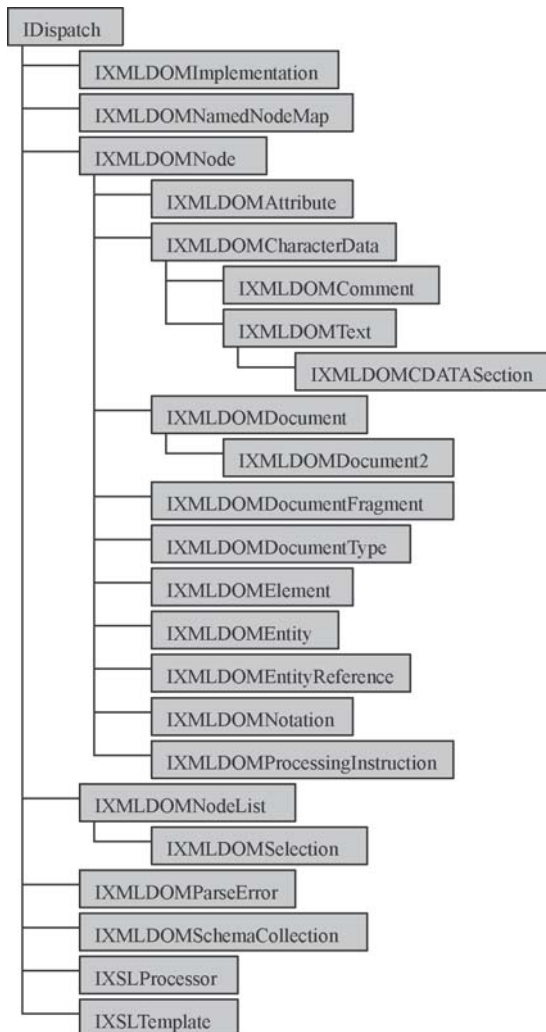 IDispatch
IXMLDOMImplementation
IXMLDOMNamedNodeMap
IXMLDOMNode
IXMLDOMAttribute
IXMLDOMCharacterData
IXMLDOMComment
IXMLDOMText
IXMLDOMCDATASection
IXMLDOMDocument
IXMLDOMDocument2
IXMLDOMDocumentFragment
IXMLDOMDocumentType
IXMLDOMElement
IXMLDOMEntity
IXMLDOMEntityReference
IXMLDOMNotation
IXMLDOMProcessingInstruction
IXMLDOMNodeList
IXMLDOMSelection
IXMLDOMParseError
IXMLDOMSchemaCollection
IXSLProcessor
IXSLTemplate